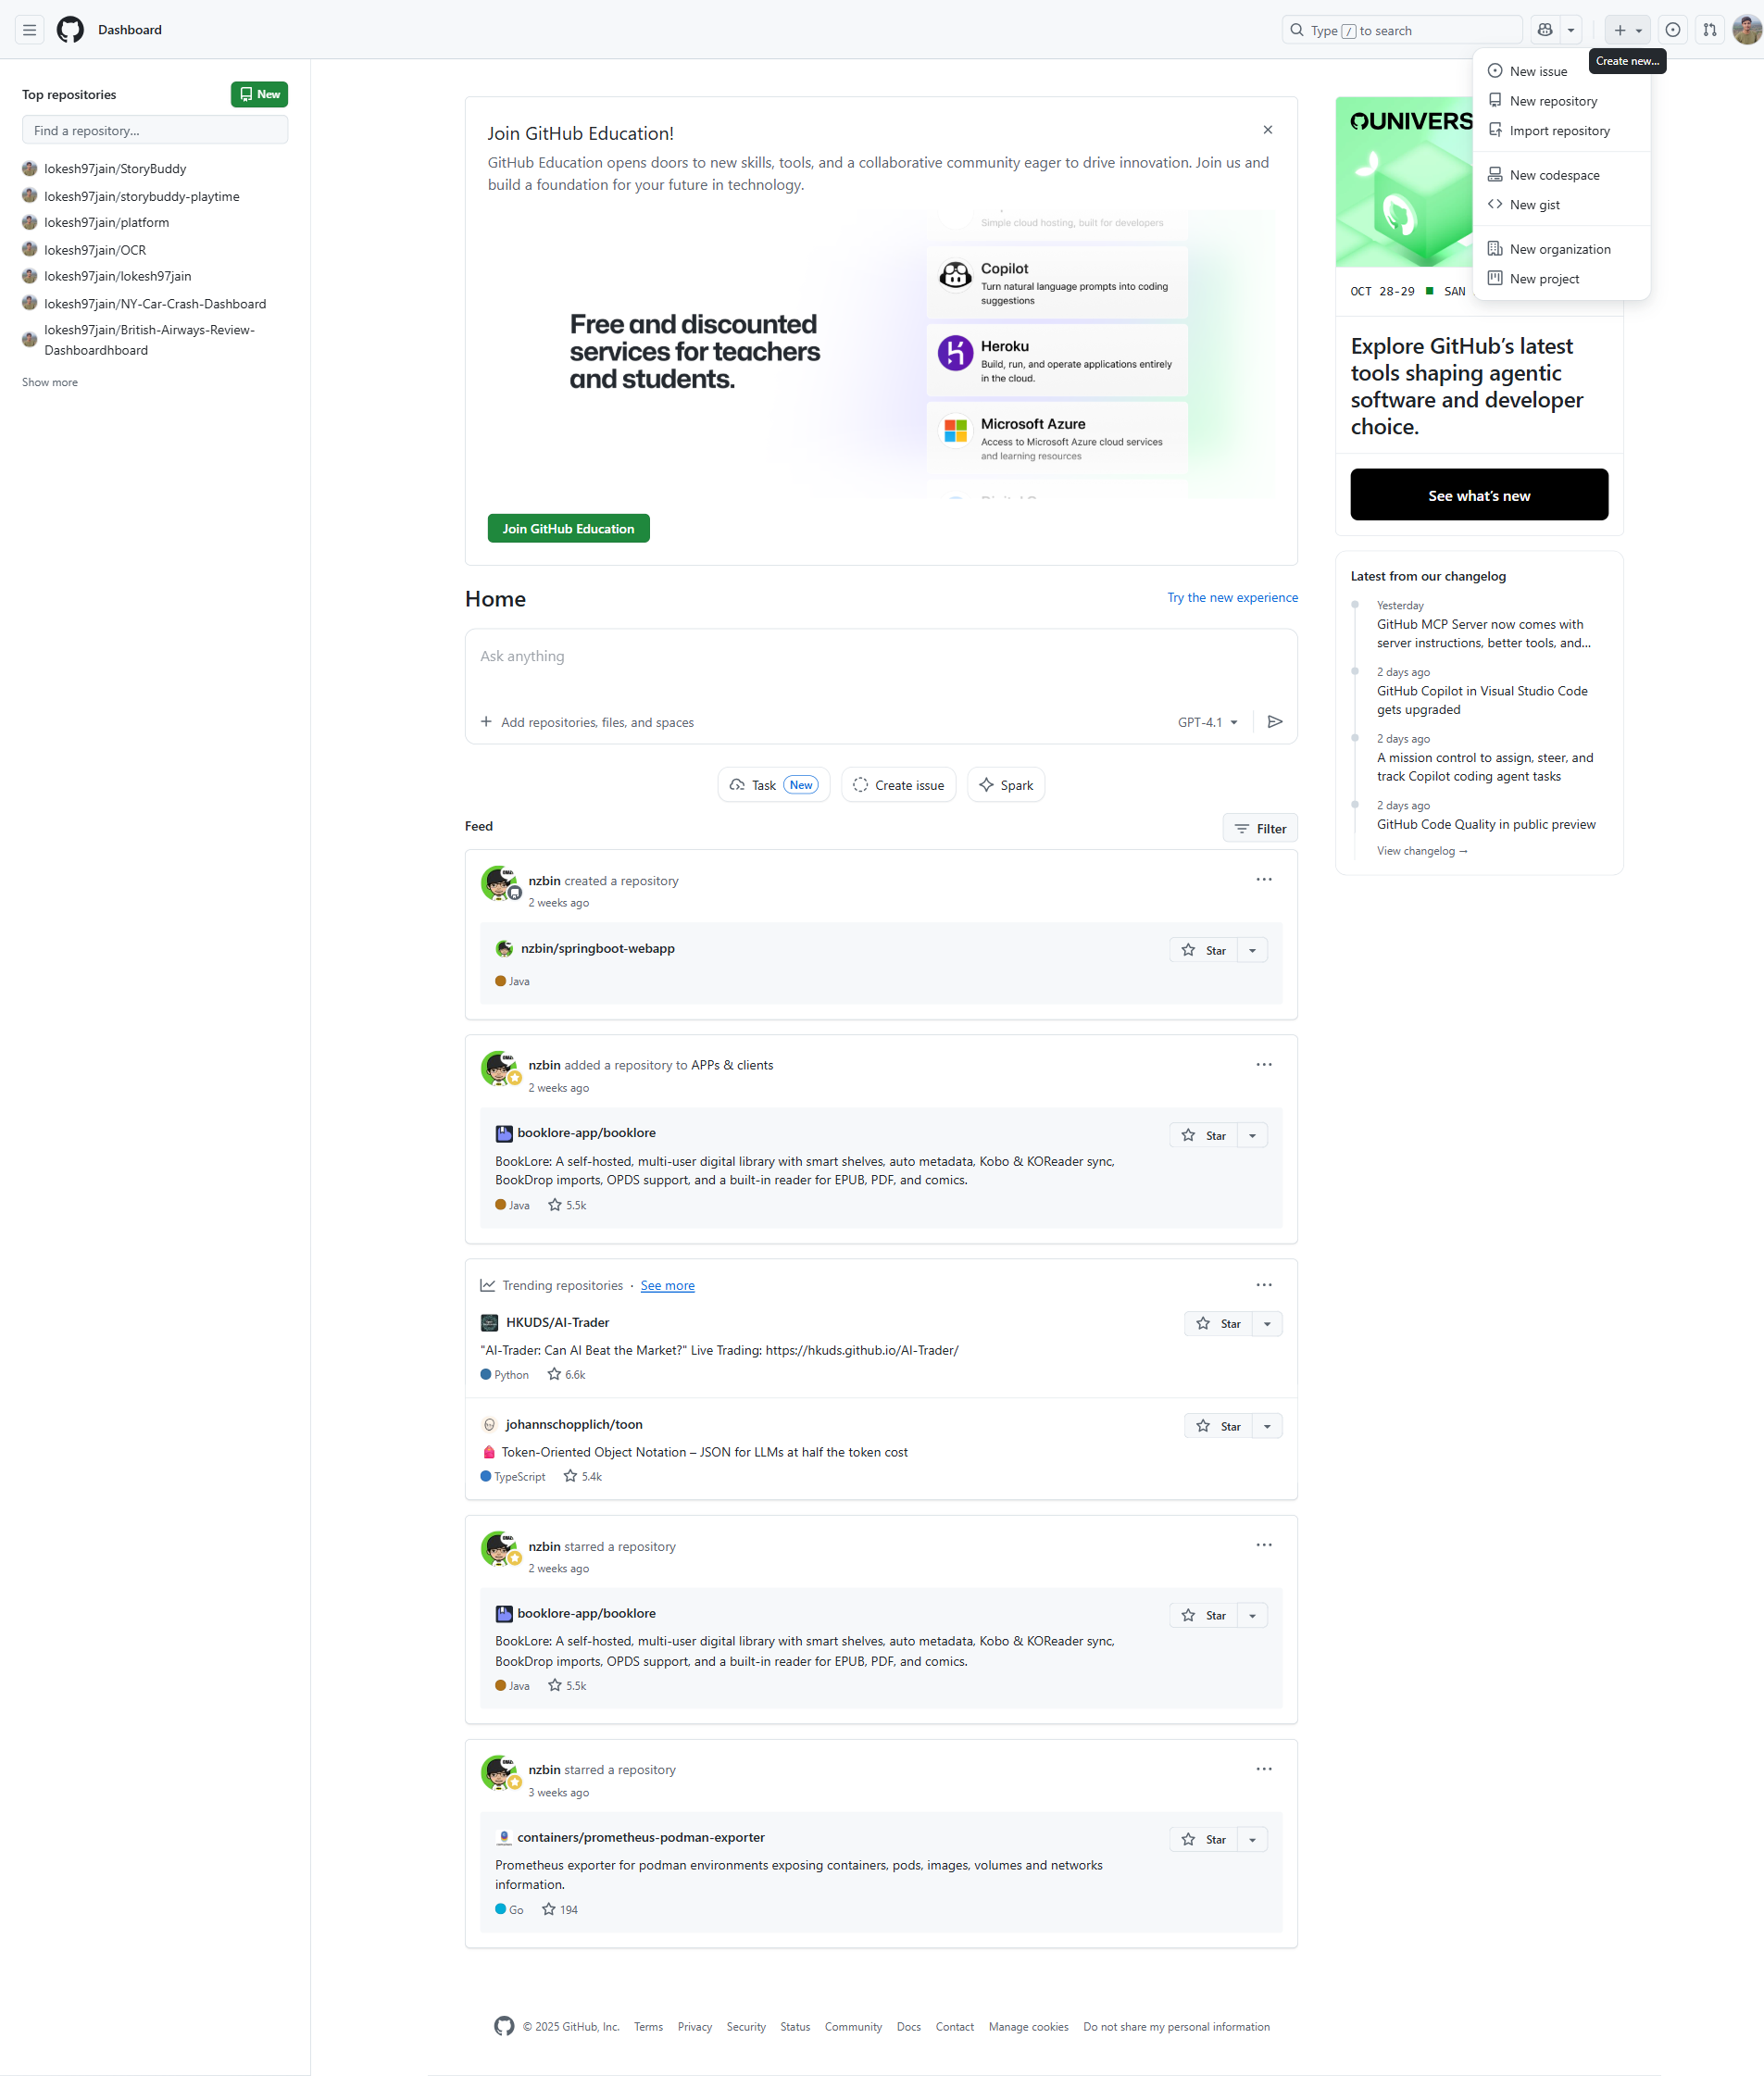 Dashboard
Type / to search
Create new...
New issue
New repository
Import repository
New codespace
New gist
New organization
New project
Top repositories
New
Find a repository...
lokesh97jain/StoryBuddy
lokesh97jain/storybuddy-playtime
lokesh97jain/platform
lokesh97jain/OCR
lokesh97jain/lokesh97jain
lokesh97jain/NY-Car-Crash-Dashboard
lokesh97jain/British-Airways-Review-
Dashboardhboard
Show more
Join GitHub Education!
GitHub Education opens doors to new skills, tools, and a collaborative community eager to drive innovation. Join us and
build a foundation for your future in technology.
Free and discounted
services for teachers
and students.
Simple cloud hosting, built for developers
Copilot
Turn natural language prompts into coding
suggestions
Heroku
Build, run, and operate applications entirely
in the cloud.
Microsoft Azure
Access to Microsoft Azure cloud services
and learning resources
Join GitHub Education
Home
Try the new experience
Ask anything
Add repositories, files, and spaces
GPT-4.1
Task New
Create issue
Spark
Feed
Filter
nzbin created a repository
2 weeks ago
nzbin/springboot-webapp
Star
Java
nzbin added a repository to APPs & clients
2 weeks ago
booklore-app/booklore
Star
BookLore: A self-hosted, multi-user digital library with smart shelves, auto metadata, Kobo & KOReader sync,
BookDrop imports, OPDS support, and a built-in reader for EPUB, PDF, and comics.
Java 5.5k
Trending repositories · See more
HKUDS/AI-Trader
Star
"AI-Trader: Can AI Beat the Market?" Live Trading: https://hkuds.github.io/AI-Trader/
Python 6.6k
johannschopplich/toon
Star
Token-Oriented Object Notation – JSON for LLMs at half the token cost
TypeScript 5.4k
nzbin starred a repository
2 weeks ago
booklore-app/booklore
Star
BookLore: A self-hosted, multi-user digital library with smart shelves, auto metadata, Kobo & KOReader sync,
BookDrop imports, OPDS support, and a built-in reader for EPUB, PDF, and comics.
Java 5.5k
nzbin starred a repository
3 weeks ago
containers/prometheus-podman-exporter
Star
Prometheus exporter for podman environments exposing containers, pods, images, volumes and networks
information.
Go 194
UNIVERS
OCT 28-29 SAN
Explore GitHub’s latest
tools shaping agentic
software and developer
choice.
See what’s new
Latest from our changelog
Yesterday
GitHub MCP Server now comes with
server instructions, better tools, and...
2 days ago
GitHub Copilot in Visual Studio Code
gets upgraded
2 days ago
A mission control to assign, steer, and
track Copilot coding agent tasks
2 days ago
GitHub Code Quality in public preview
View changelog →
© 2025 GitHub, Inc. Terms Privacy Security Status Community Docs Contact Manage cookies Do not share my personal information